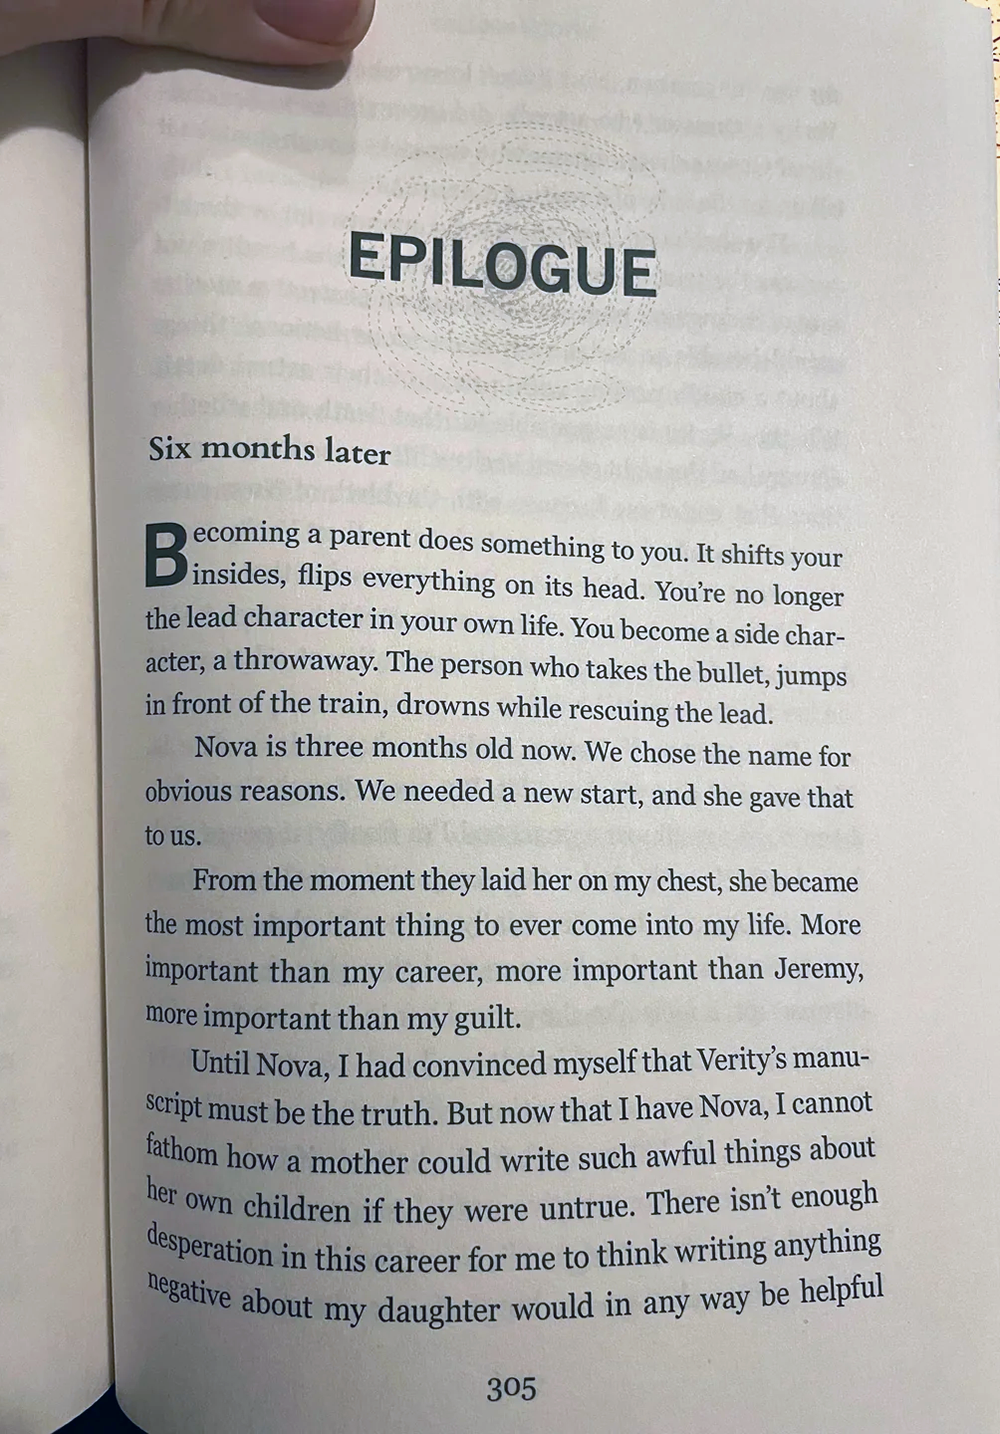 EPILOGUE
Six months later
Becoming a parent does something to you. It shifts your
insides, flips everything on its head. You’re no longer
the lead character in your own life. You become a side char-
acter, a throwaway. The person who takes the bullet, jumps
in front of the train, drowns while rescuing the lead.
Nova is three months old now. We chose the name for
obvious reasons. We needed a new start, and she gave that
to us.
From the moment they laid her on my chest, she became
the most important thing to ever come into my life. More
important than my career, more important than Jeremy,
more important than my guilt.
Until Nova, I had convinced myself that Verity’s manu-
script must be the truth. But now that I have Nova, I cannot
fathom how a mother could write such awful things about
her own children if they were untrue. There isn’t enough
desperation in this career for me to think writing anything
negative about my daughter would in any way be helpful
305